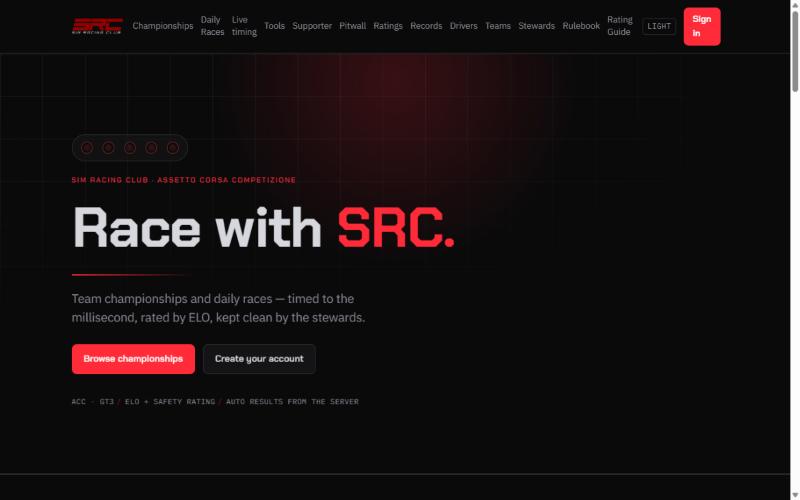 SRC
SIM RACING CLUB
Championships
Daily Races
Live timing
Tools
Supporter
Pitwall
Ratings
Records
Drivers
Teams
Stewards
Rulebook
Rating Guide
LIGHT
Sign in
SIM RACING CLUB · ASSETTO CORSA COMPETIZIONE
Race with SRC.
Team championships and daily races — timed to the
millisecond, rated by ELO, kept clean by the stewards.
Browse championships
Create your account
ACC · GT3 / ELO + SAFETY RATING / AUTO RESULTS FROM THE SERVER